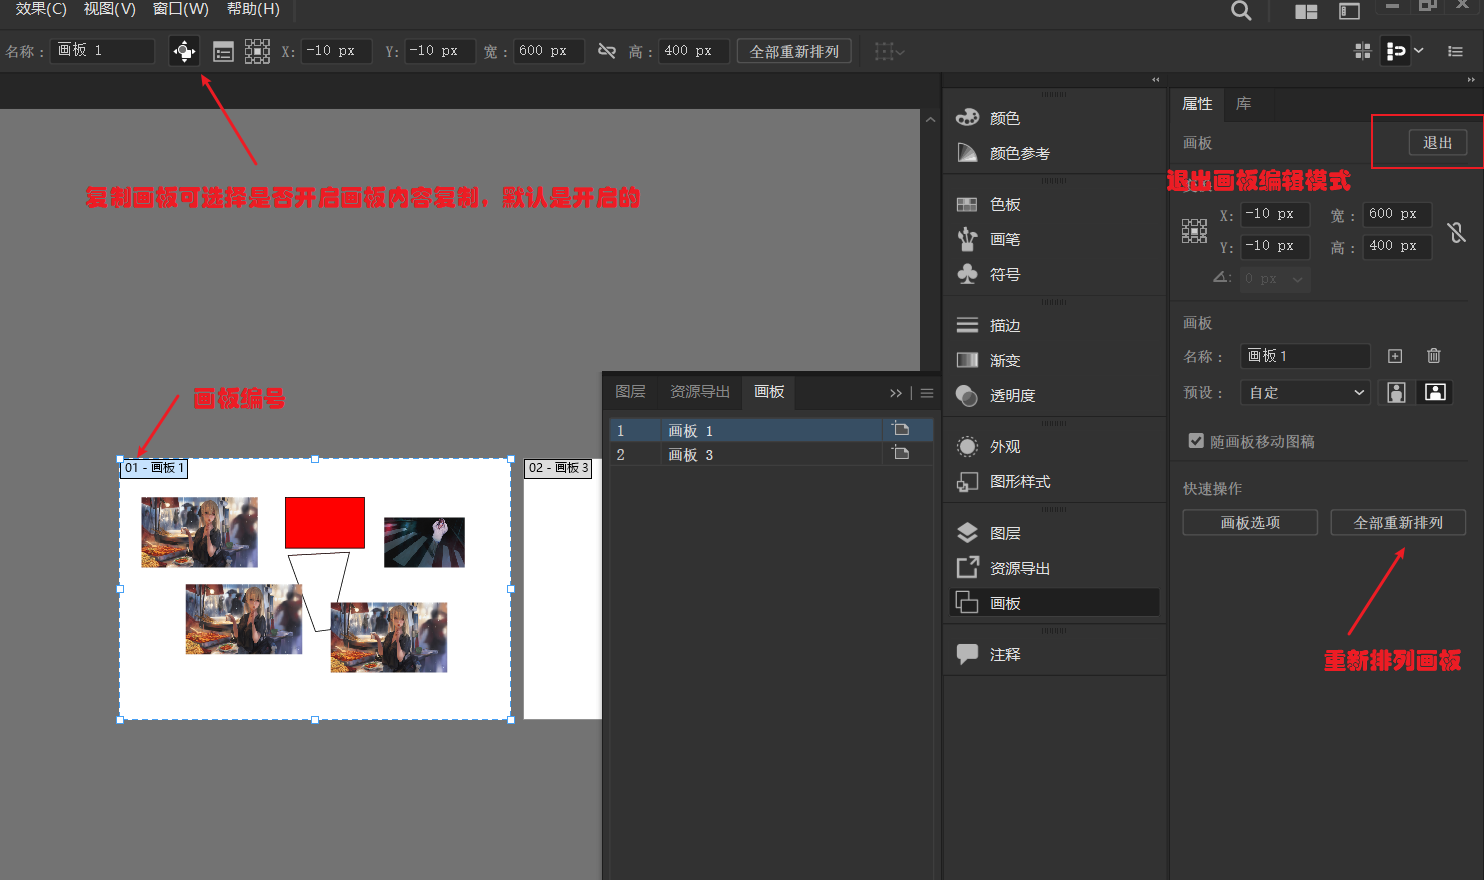 效果(C) 视图(V) 窗口(W) 帮助(H)
名称： 画板 1 X: -10 px Y: -10 px 宽： 600 px 高： 400 px 全部重新排列
属性 库
画板 退出
退出画板编辑模式
X: -10 px 宽： 600 px
Y: -10 px 高： 400 px
0 px
画板
名称： 画板 1
预设： 自定
随画板移动图稿
快速操作
画板选项 全部重新排列
重新排列画板
颜色
颜色参考
色板
画笔
符号
描边
渐变
透明度
外观
图形样式
图层
资源导出
画板
注释
复制画板可选择是否开启画板内容复制，默认是开启的
画板编号
01 - 画板 1
02 - 画板 3
图层 资源导出 画板
1 画板 1
2 画板 3